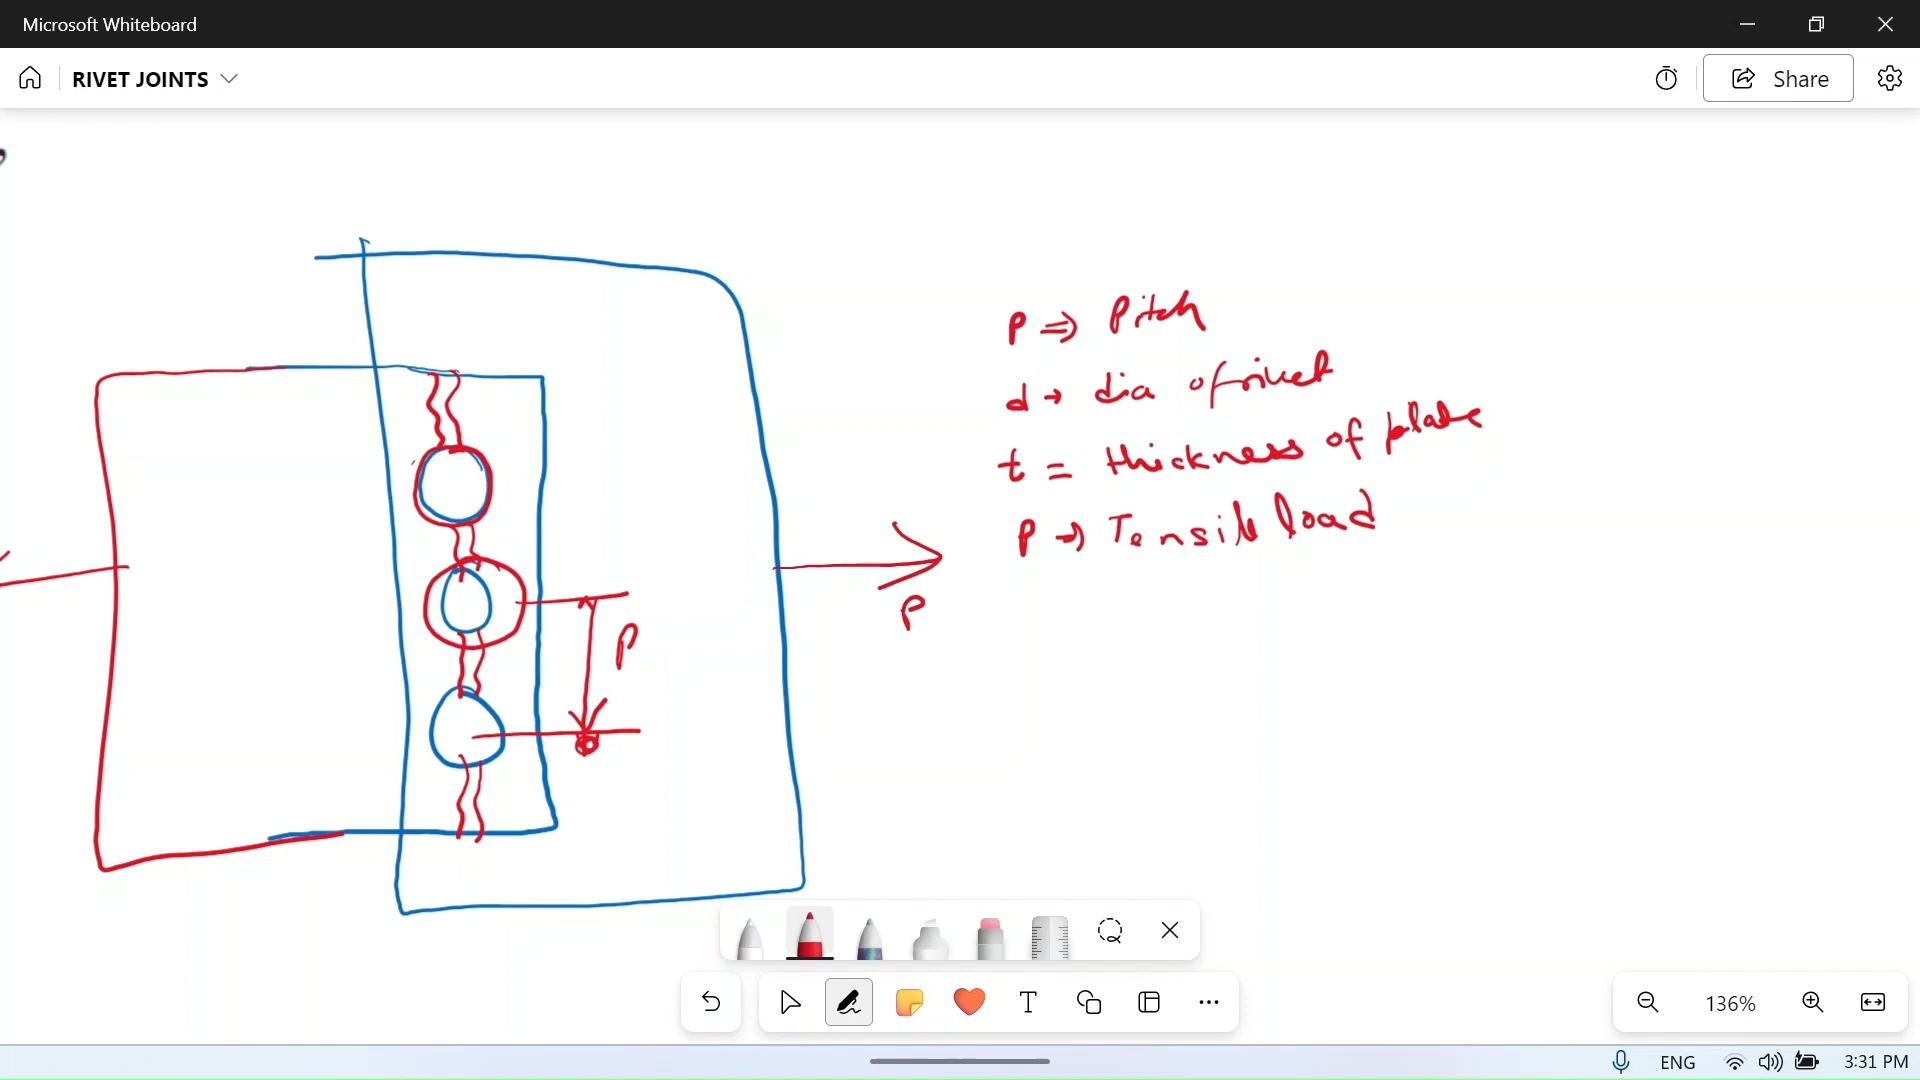 Microsoft Whiteboard
RIVET JOINTS
Share
P ⇒ Pitch
d → dia of rivet
t = thickness of plate
P → Tensile load
P
P
136%
ENG
3:31 PM